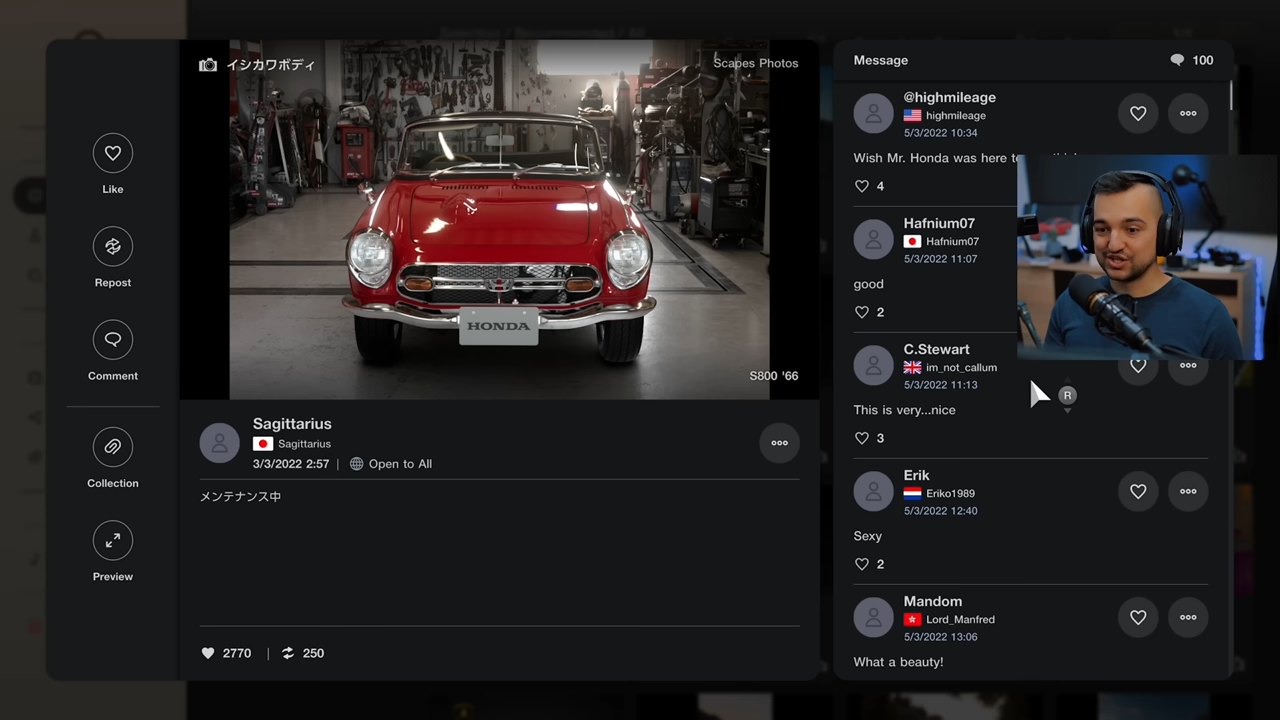 イシカワボディ
Scapes Photos
HONDA
S800 '66
Like
Repost
Comment
Collection
Preview
Sagittarius
Sagittarius
3/3/2022 2:57 | Open to All
メンテナンス中
2770 | 250
Message
100
@highmileage
highmileage
5/3/2022 10:34
Wish Mr. Honda was here to
4
Hafnium07
Hafnium07
5/3/2022 11:07
good
2
C.Stewart
im_not_callum
5/3/2022 11:13
This is very...nice
3
R
Erik
Eriko1989
5/3/2022 12:40
Sexy
2
Mandom
Lord_Manfred
5/3/2022 13:06
What a beauty!